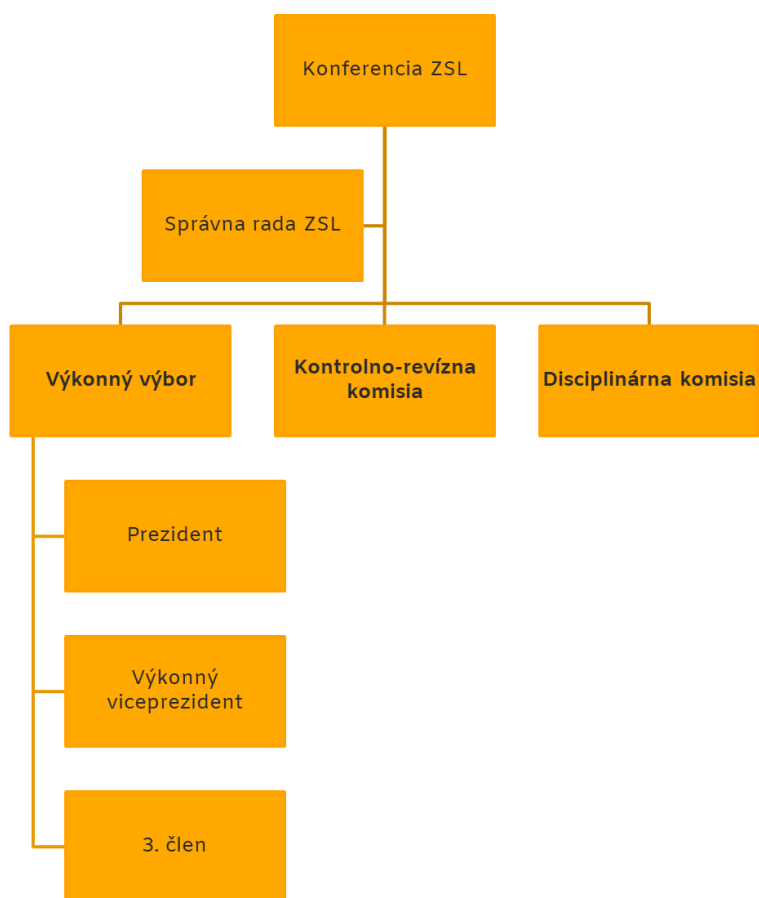 Konferencia ZSL
Správna rada ZSL
Výkonný výbor
Kontrolno-revízna
komisia
Disciplinárna komisia
Prezident
Výkonný
viceprezident
3. člen